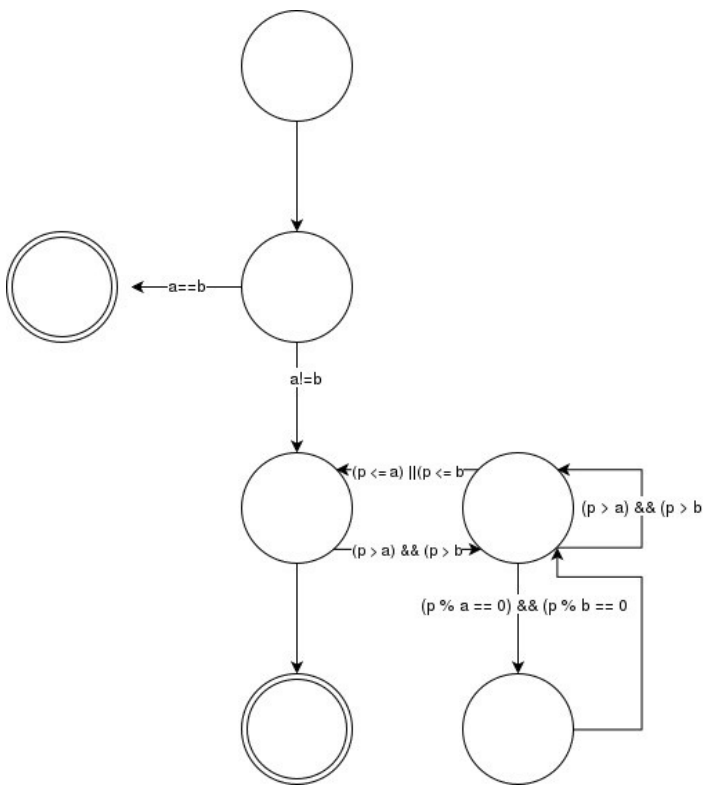 a==b
a!=b
(p <= a) ||(p <= b
(p > a) && (p > b
(p > a) && (p > b
(p % a == 0) && (p % b == 0